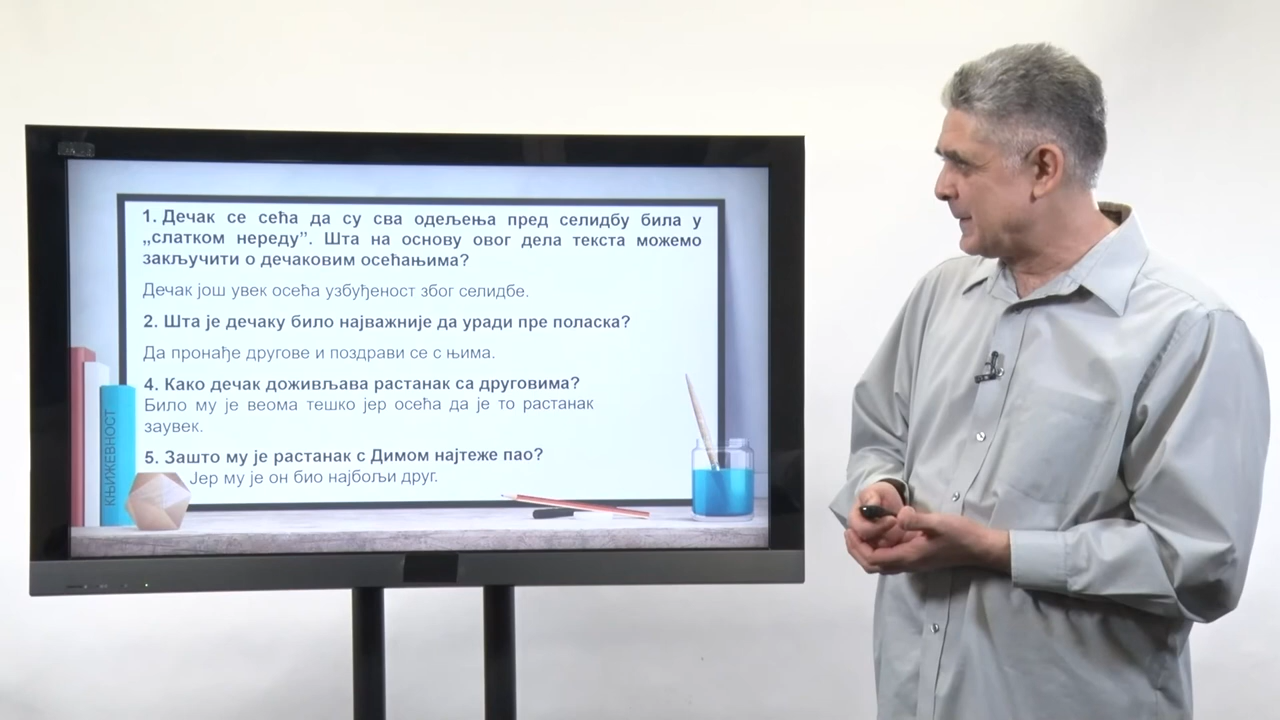 1. Дечак се сећа да су сва одељења пред селидбу била у
„слатком нереду”. Шта на основу овог дела текста можемо
закључити о дечаковим осећањима?
Дечак још увек осећа узбуђеност због селидбе.
2. Шта је дечаку било најважније да уради пре поласка?
Да пронађе другове и поздрави се с њима.
4. Како дечак доживљава растанак са друговима?
Било му је веома тешко јер осећа да је то растанак
заувек.
5. Зашто му је растанак с Димом најтеже пао?
Јер му је он био најбољи друг.
КЊИЖЕВНОСТ